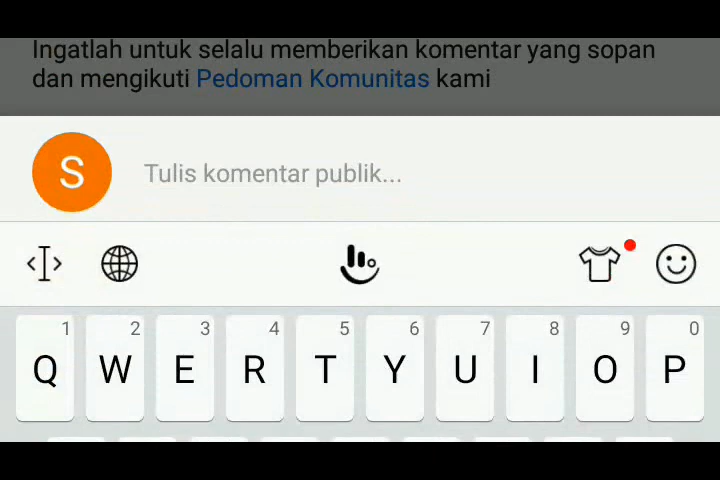 Ingatlah untuk selalu memberikan komentar yang sopan
dan mengikuti Pedoman Komunitas kami
S
Tulis komentar publik...
1 2 3 4 5 6 7 8 9 0
Q W E R T Y U I O P